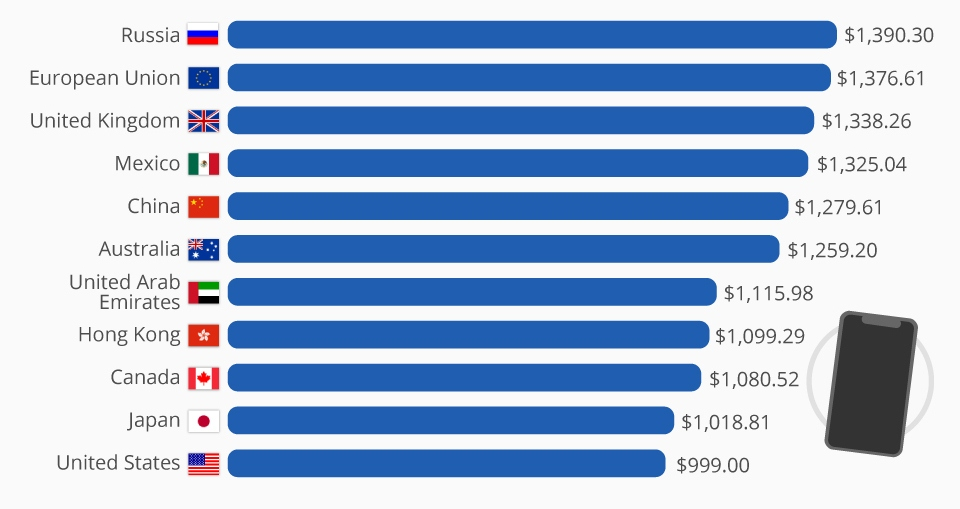 Russia $1,390.30
European Union $1,376.61
United Kingdom $1,338.26
Mexico $1,325.04
China $1,279.61
Australia $1,259.20
United Arab
Emirates $1,115.98
Hong Kong $1,099.29
Canada $1,080.52
Japan $1,018.81
United States $999.00